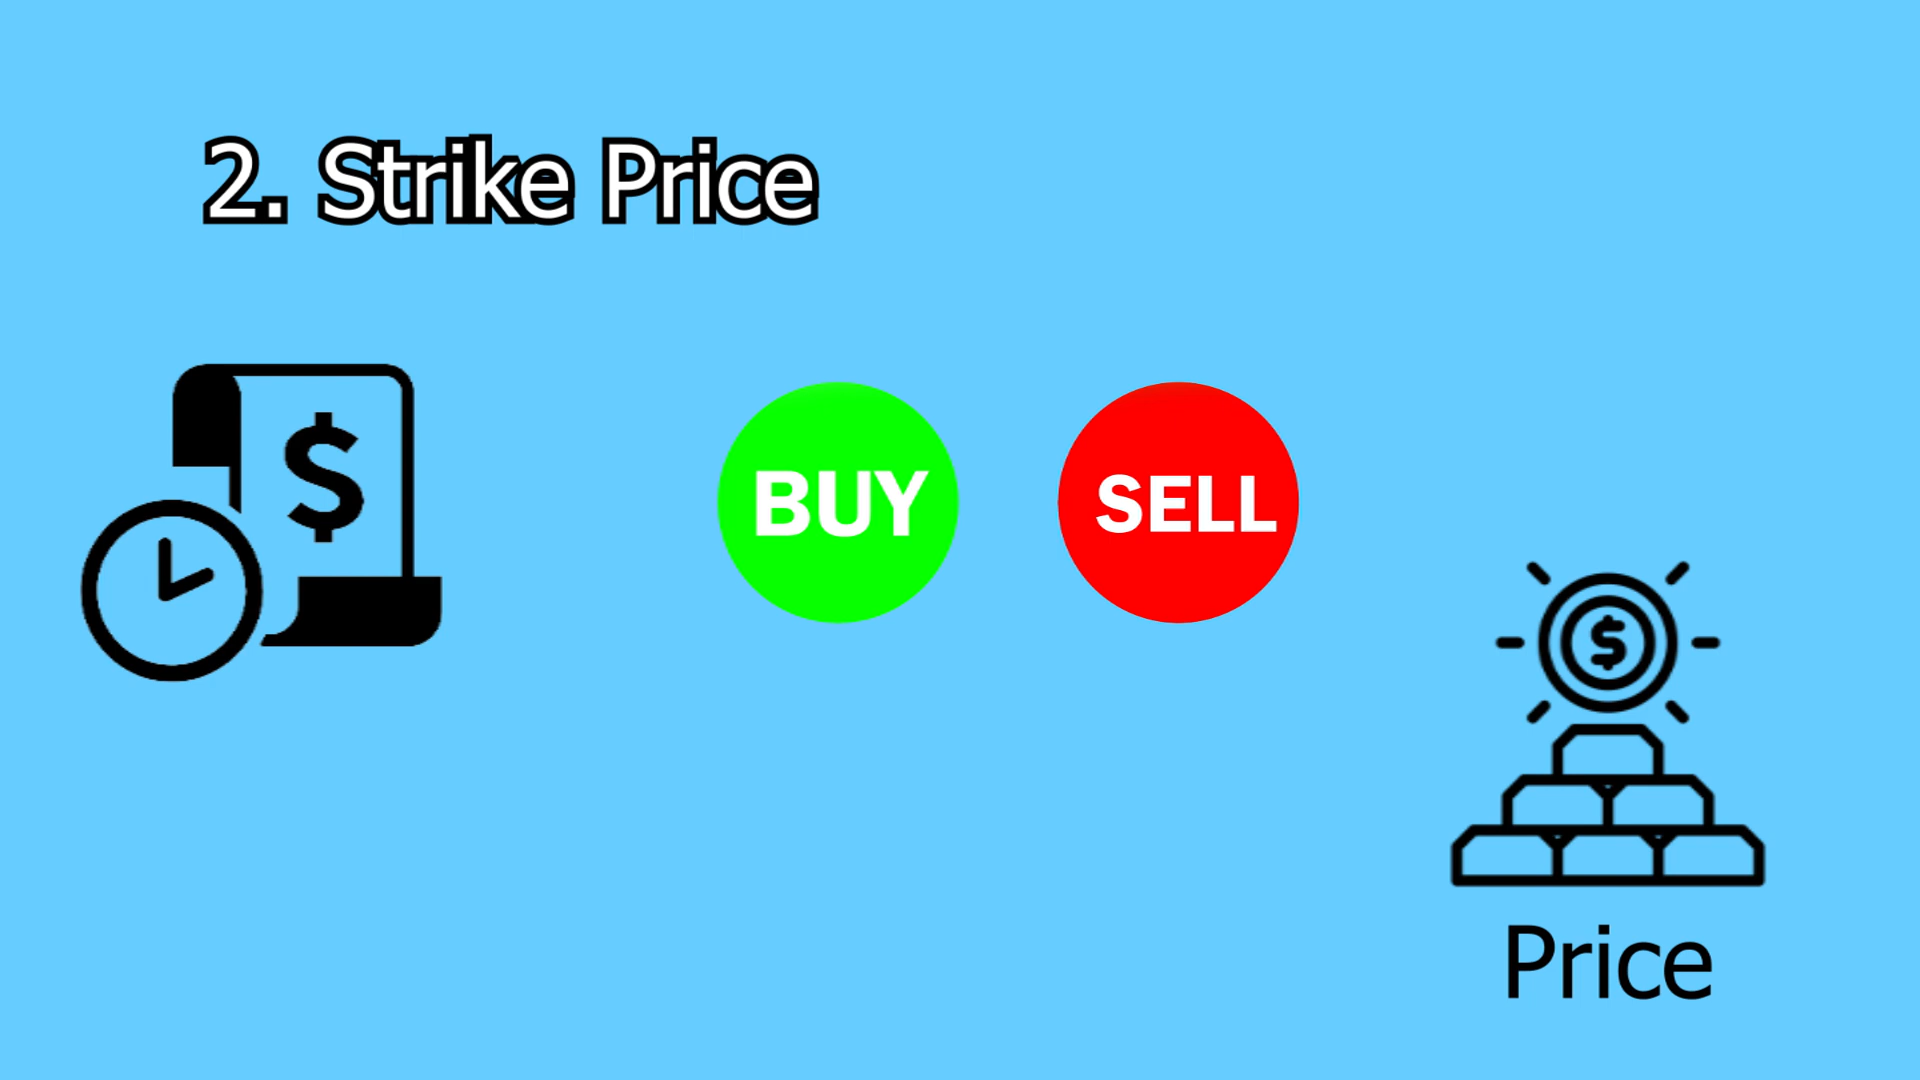 2. Strike Price
$
BUY
SELL
$
Price